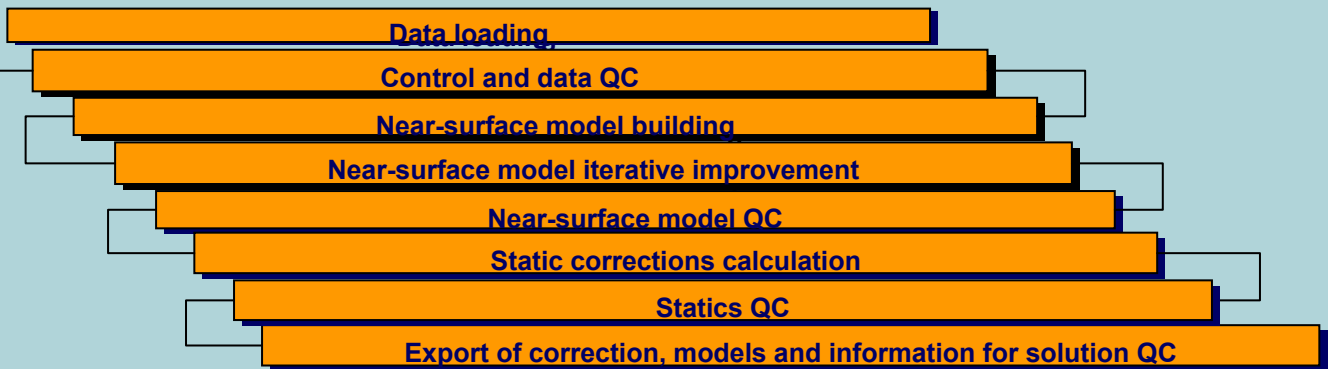 Data loading,
Control and data QC
Near-surface model building,
Near-surface model iterative improvement
Near-surface model QC
Static corrections calculation
Statics QC
Export of correction, models and information for solution QC